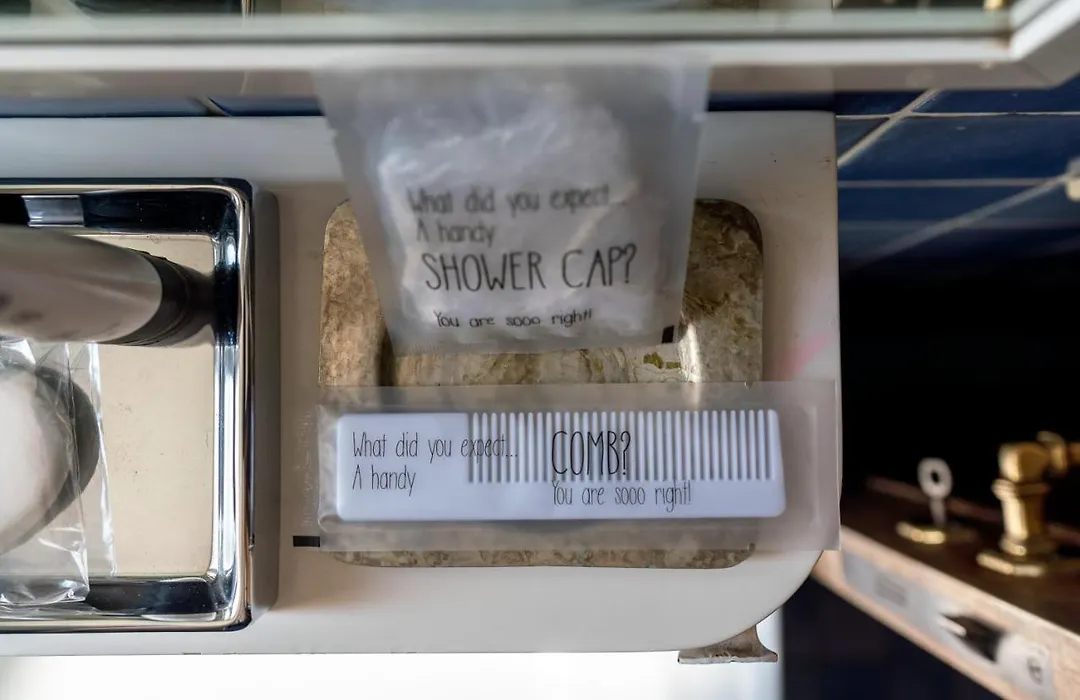 What did you expect...
A handy
SHOWER CAP?
You are sooo right!
What did you expect...
A handy
COMB?
You are sooo right!